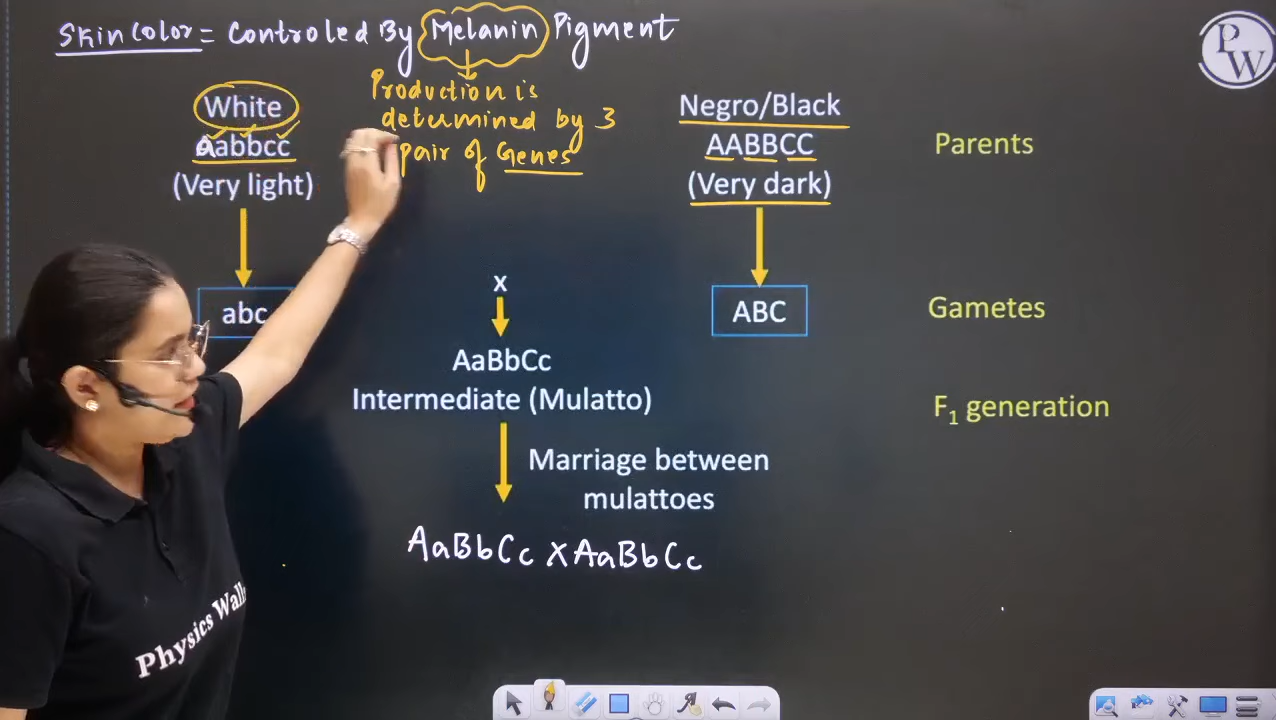 Skin Color = Controled By Melanin Pigment
PW
White
aabbcc
(Very light)
Production is
determined by 3
pair of Genes
Negro/Black
AABBCC
(Very dark)
Parents
abc
x
ABC
Gametes
AaBbCc
Intermediate (Mulatto)
F₁ generation
Marriage between
mulattoes
AaBbCc X AaBbCc
Physics Wall